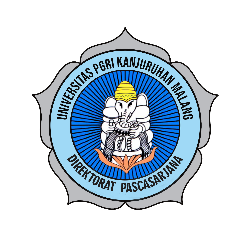 UNIVERSITAS PGRI KANJURUHAN MALANG
DIREKTORAT PASCASARJANA